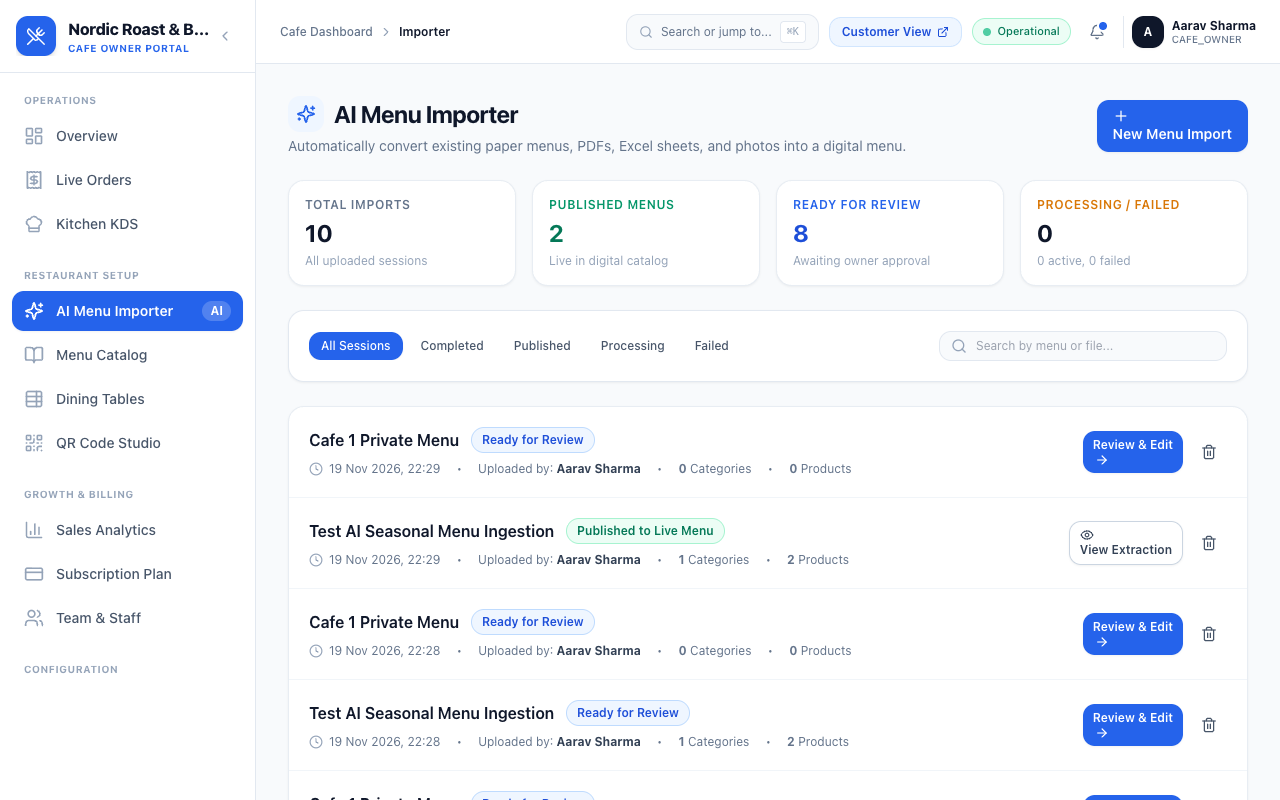 Nordic Roast & B...
CAFE OWNER PORTAL
Cafe Dashboard > Importer
Search or jump to... ⌘K
Customer View
Operational
A
Aarav Sharma
CAFE_OWNER
OPERATIONS
Overview
Live Orders
Kitchen KDS
RESTAURANT SETUP
AI Menu Importer AI
Menu Catalog
Dining Tables
QR Code Studio
GROWTH & BILLING
Sales Analytics
Subscription Plan
Team & Staff
CONFIGURATION
AI Menu Importer
Automatically convert existing paper menus, PDFs, Excel sheets, and photos into a digital menu.
+
New Menu Import
TOTAL IMPORTS
10
All uploaded sessions
PUBLISHED MENUS
2
Live in digital catalog
READY FOR REVIEW
8
Awaiting owner approval
PROCESSING / FAILED
0
0 active, 0 failed
All Sessions Completed Published Processing Failed
Search by menu or file...
Cafe 1 Private Menu Ready for Review
19 Nov 2026, 22:29 • Uploaded by: Aarav Sharma • 0 Categories • 0 Products
Review & Edit
→
Test AI Seasonal Menu Ingestion Published to Live Menu
19 Nov 2026, 22:29 • Uploaded by: Aarav Sharma • 1 Categories • 2 Products
View Extraction
Cafe 1 Private Menu Ready for Review
19 Nov 2026, 22:28 • Uploaded by: Aarav Sharma • 0 Categories • 0 Products
Review & Edit
→
Test AI Seasonal Menu Ingestion Ready for Review
19 Nov 2026, 22:28 • Uploaded by: Aarav Sharma • 1 Categories • 2 Products
Review & Edit
→